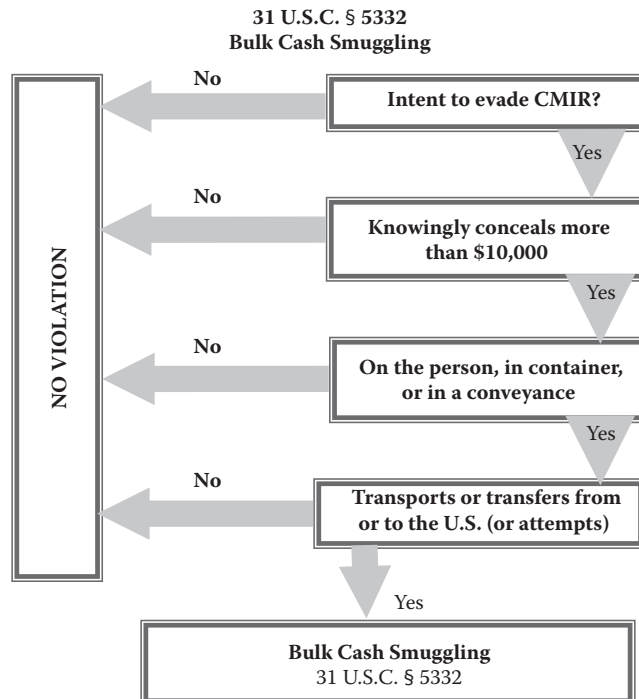 31 U.S.C. § 5332
Bulk Cash Smuggling
No
Intent to evade CMIR?
Yes
No
Knowingly conceals more
than $10,000
Yes
No
On the person, in container,
or in a conveyance
Yes
No
Transports or transfers from
or to the U.S. (or attempts)
Yes
NO VIOLATION
Bulk Cash Smuggling
31 U.S.C. § 5332